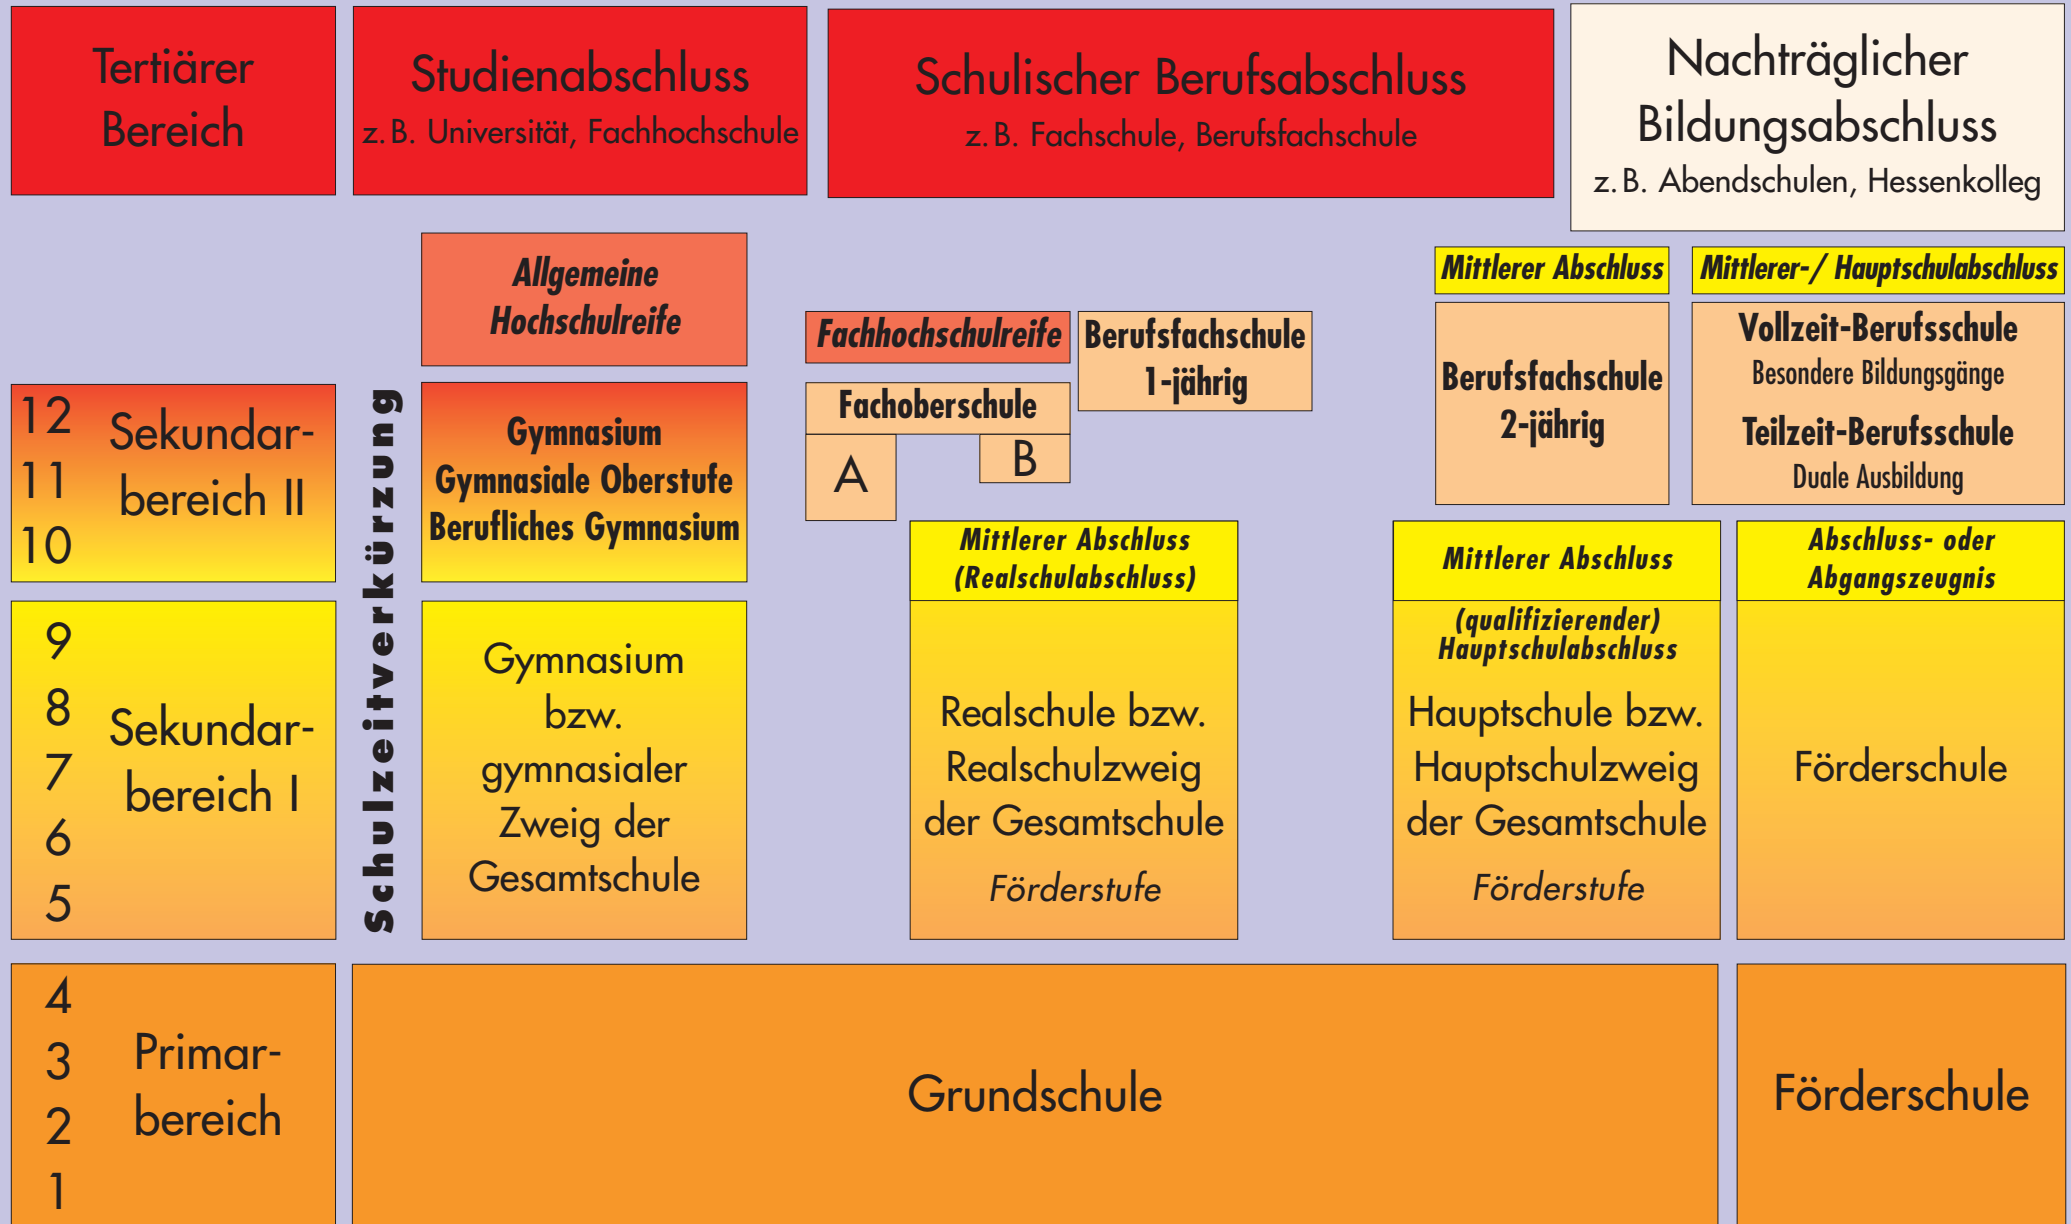 Tertiärer
Bereich
Studienabschluss
z. B. Universität, Fachhochschule
Schulischer Berufsabschluss
z. B. Fachschule, Berufsfachschule
Nachträglicher
Bildungsabschluss
z. B. Abendschulen, Hessenkolleg
Allgemeine
Hochschulreife
Fachhochschulreife
Berufsfachschule
1-jährig
Mittlerer Abschluss
Mittlerer-/ Hauptschulabschluss
12
11
10
Sekundar-
bereich II
Schulzeitverkürzung
Gymnasium
Gymnasiale Oberstufe
Berufliches Gymnasium
Fachoberschule
A
B
Berufsfachschule
2-jährig
Vollzeit-Berufsschule
Besondere Bildungsgänge
Teilzeit-Berufsschule
Duale Ausbildung
Mittlerer Abschluss
(Realschulabschluss)
Mittlerer Abschluss
Abschluss- oder
Abgangszeugnis
9
8
7
6
5
Sekundar-
bereich I
Gymnasium
bzw.
gymnasialer
Zweig der
Gesamtschule
Realschule bzw.
Realschulzweig
der Gesamtschule
Förderstufe
(qualifizierender)
Hauptschulabschluss
Hauptschule bzw.
Hauptschulzweig
der Gesamtschule
Förderstufe
Förderschule
4
3
2
1
Primar-
bereich
Grundschule
Förderschule